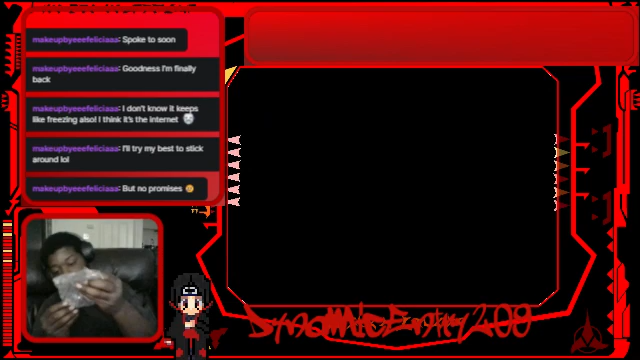 makeupbyeeefeliciaaa: Spoke to soon
makeupbyeeefeliciaaa: Goodness I'm finally
back
makeupbyeeefeliciaaa: I don't know it keeps
like freezing also! I think it's the internet
makeupbyeeefeliciaaa: I'll try my best to stick
around lol
makeupbyeeefeliciaaa: But no promises